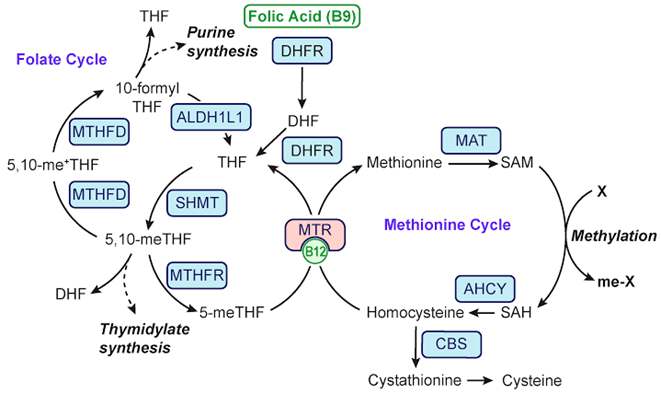 THF
Folic Acid (B9)
Purine
synthesis
Folate Cycle
DHFR
10-formyl
THF
ALDH1L1
DHF
MTHFD
DHFR
MAT
5,10-me⁺THF
THF
Methionine
SAM
MTHFD
SHMT
X
MTR
Methionine Cycle
Methylation
5,10-meTHF
B12
MTHFR
me-X
DHF
AHCY
5-meTHF
Homocysteine
SAH
Thymidylate
synthesis
CBS
Cystathionine
Cysteine